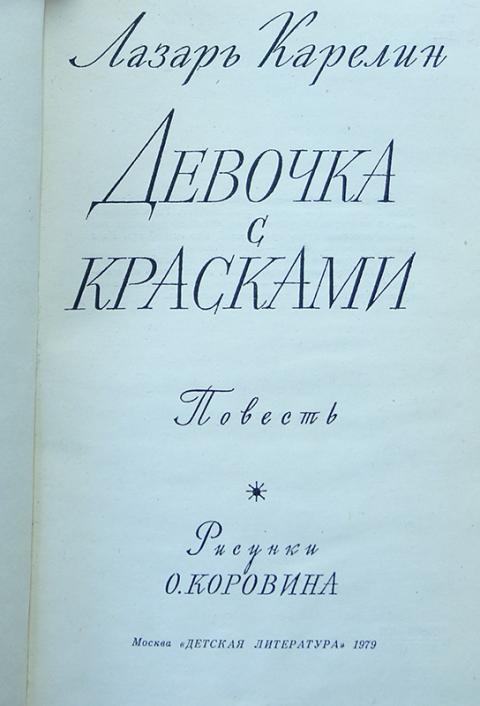 Лазарь Карелин
ДЕВОЧКА
С
КРАСКАМИ
Повесть
Рисунки
О.КОРОВИНА
Москва «ДЕТСКАЯ ЛИТЕРАТУРА» 1979